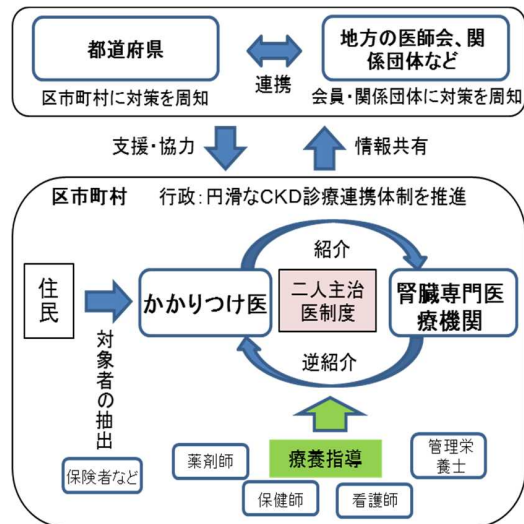 都道府県
地方の医師会、関
係団体など
連携
区市町村に対策を周知
会員・関係団体に対策を周知
支援・協力
情報共有
区市町村
行政：円滑なCKD診療連携体制を推進
紹介
住民
かかりつけ医
二人主治
医制度
腎臓専門医
療機関
逆紹介
対象者の抽出
療養指導
保険者など
薬剤師
保健師
看護師
管理栄
養士